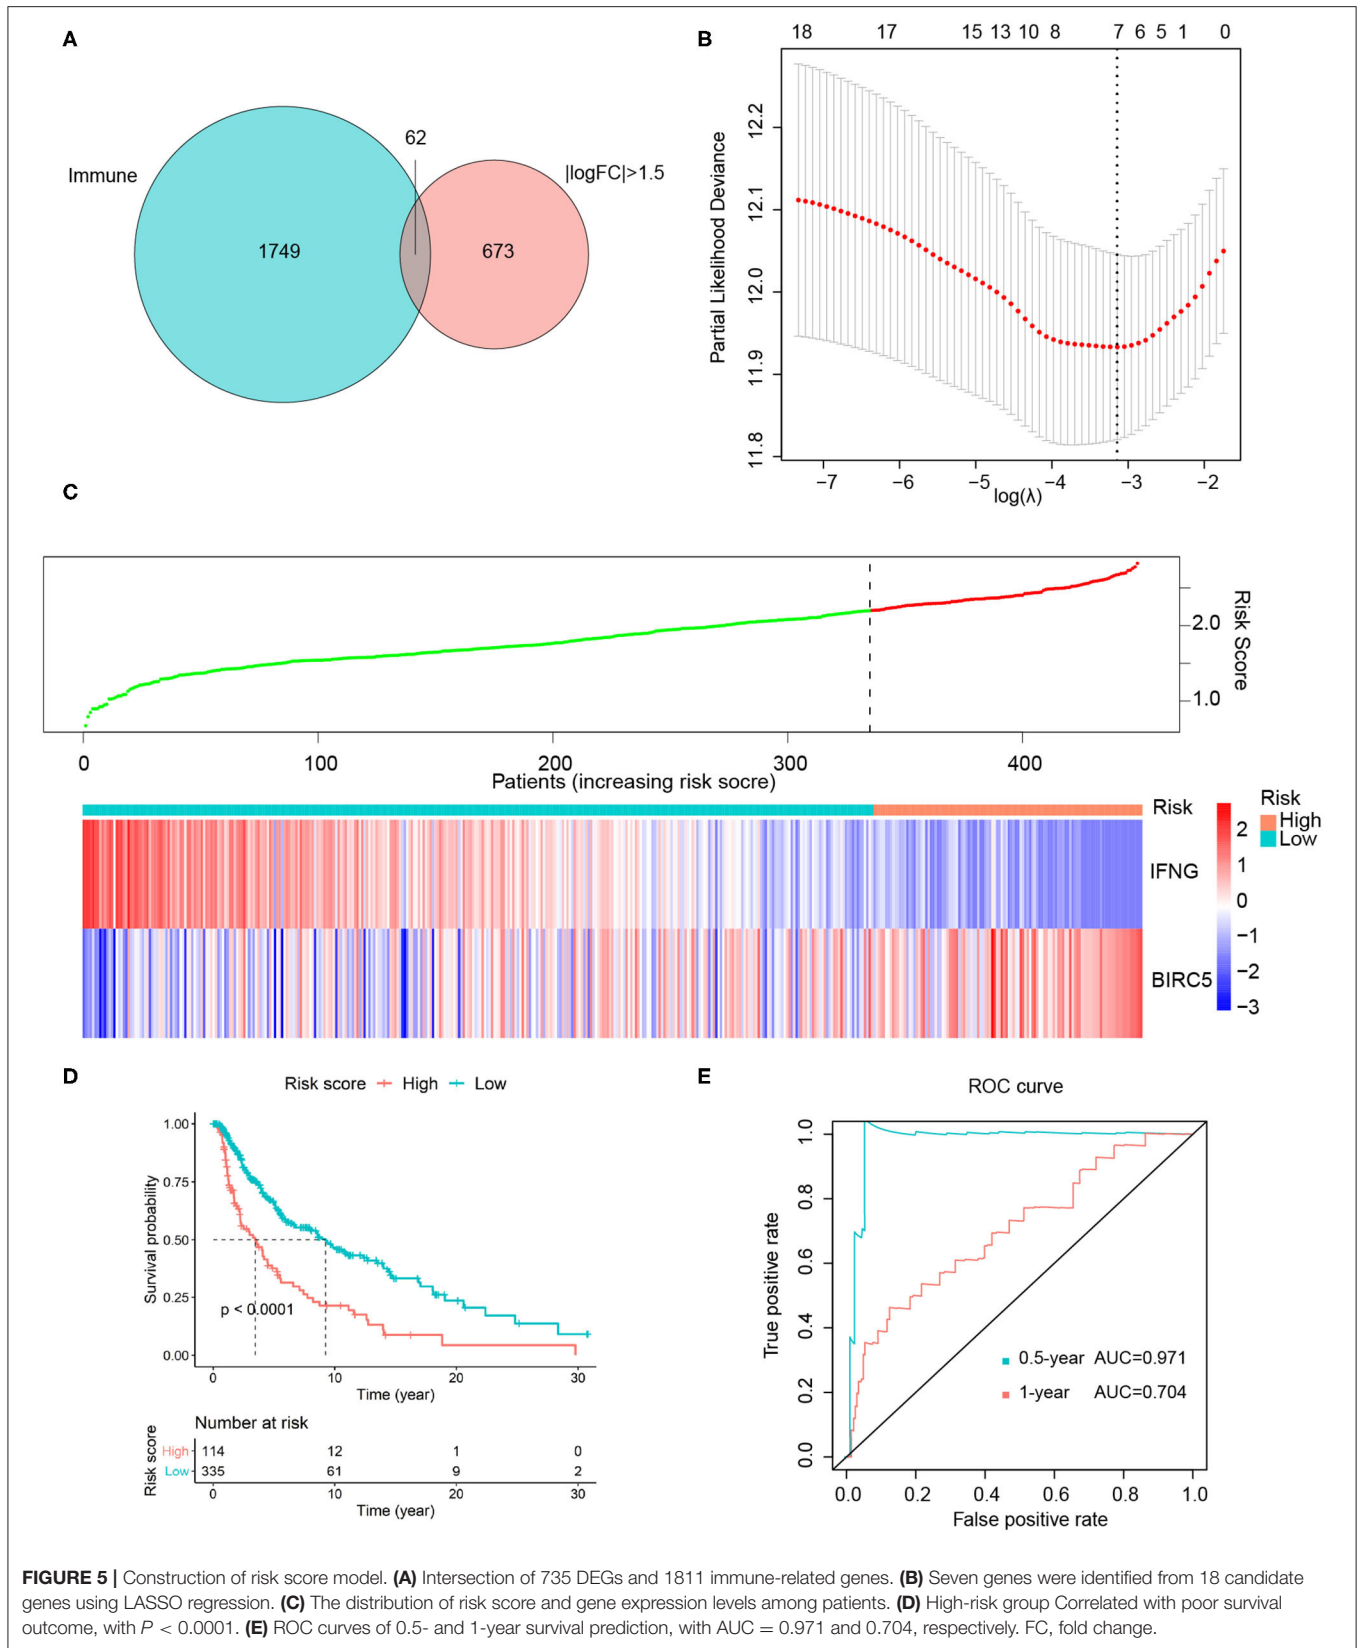 A
Immune
62
|logFC|>1.5
1749
673
B
18 17 15 13 10 8 7 6 5 1 0
Partial Likelihood Deviance
12.2
12.1
12.0
11.9
11.8
−7 −6 −5 −4 −3 −2
log(λ)
C
2.0
1.0
Risk Score
0 100 200 300 400
Patients (increasing risk socre)
Risk
IFNG
BIRC5
2
1
0
−1
−2
−3
Risk
High
Low
D
Risk score High Low
Survival probability
1.00
0.75
0.50
0.25
0.00
p < 0.0001
0 10 20 30
Time (year)
Number at risk
Risk score
High 114 12 1 0
Low 335 61 9 2
0 10 20 30
Time (year)
E
ROC curve
True positive rate
1.0
0.8
0.6
0.4
0.2
0.0
0.5-year AUC=0.971
1-year AUC=0.704
0.0 0.2 0.4 0.6 0.8 1.0
False positive rate
FIGURE 5 | Construction of risk score model. (A) Intersection of 735 DEGs and 1811 immune-related genes. (B) Seven genes were identified from 18 candidate
genes using LASSO regression. (C) The distribution of risk score and gene expression levels among patients. (D) High-risk group Correlated with poor survival
outcome, with P < 0.0001. (E) ROC curves of 0.5- and 1-year survival prediction, with AUC = 0.971 and 0.704, respectively. FC, fold change.